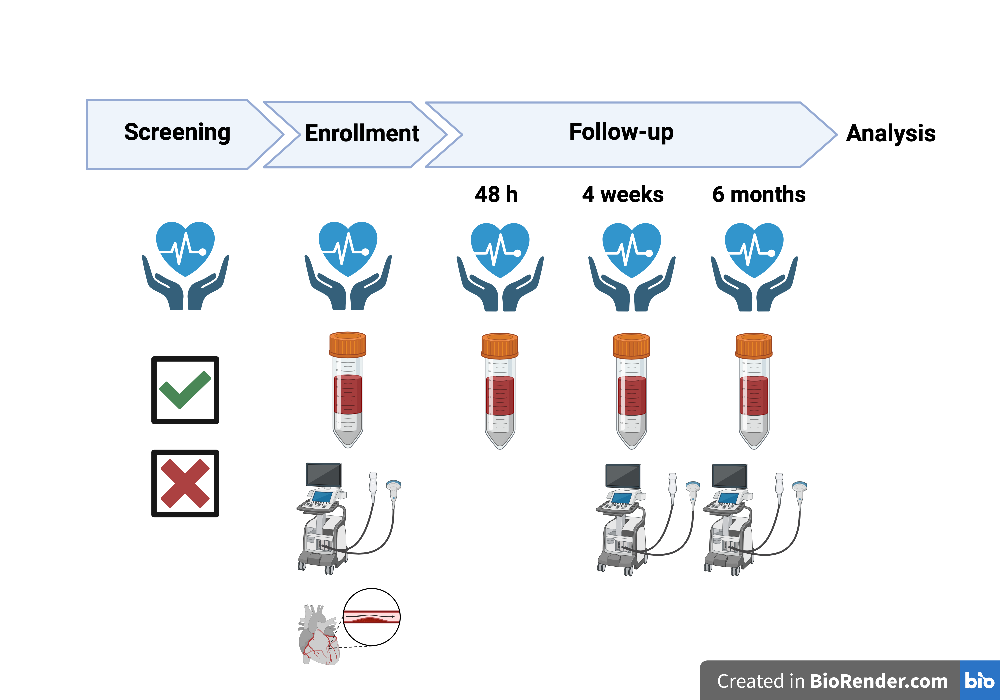 Screening
Enrollment
Follow-up
Analysis
48 h
4 weeks
6 months
Created in BioRender.com
bio